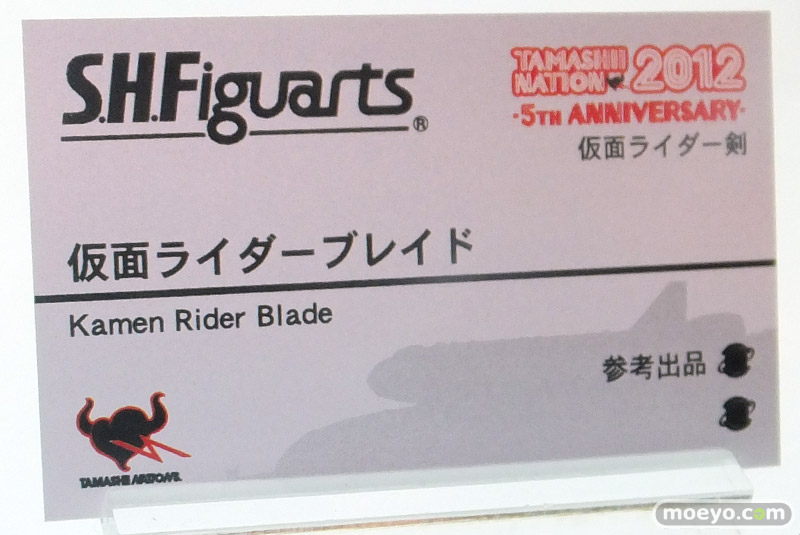 S.H.Figuarts®
TAMASHII
NATION 2012
·5TH ANNIVERSARY·
仮面ライダー剣
仮面ライダーブレイド
Kamen Rider Blade
参考出品
TAMASHII NATIONS
moeyo.com